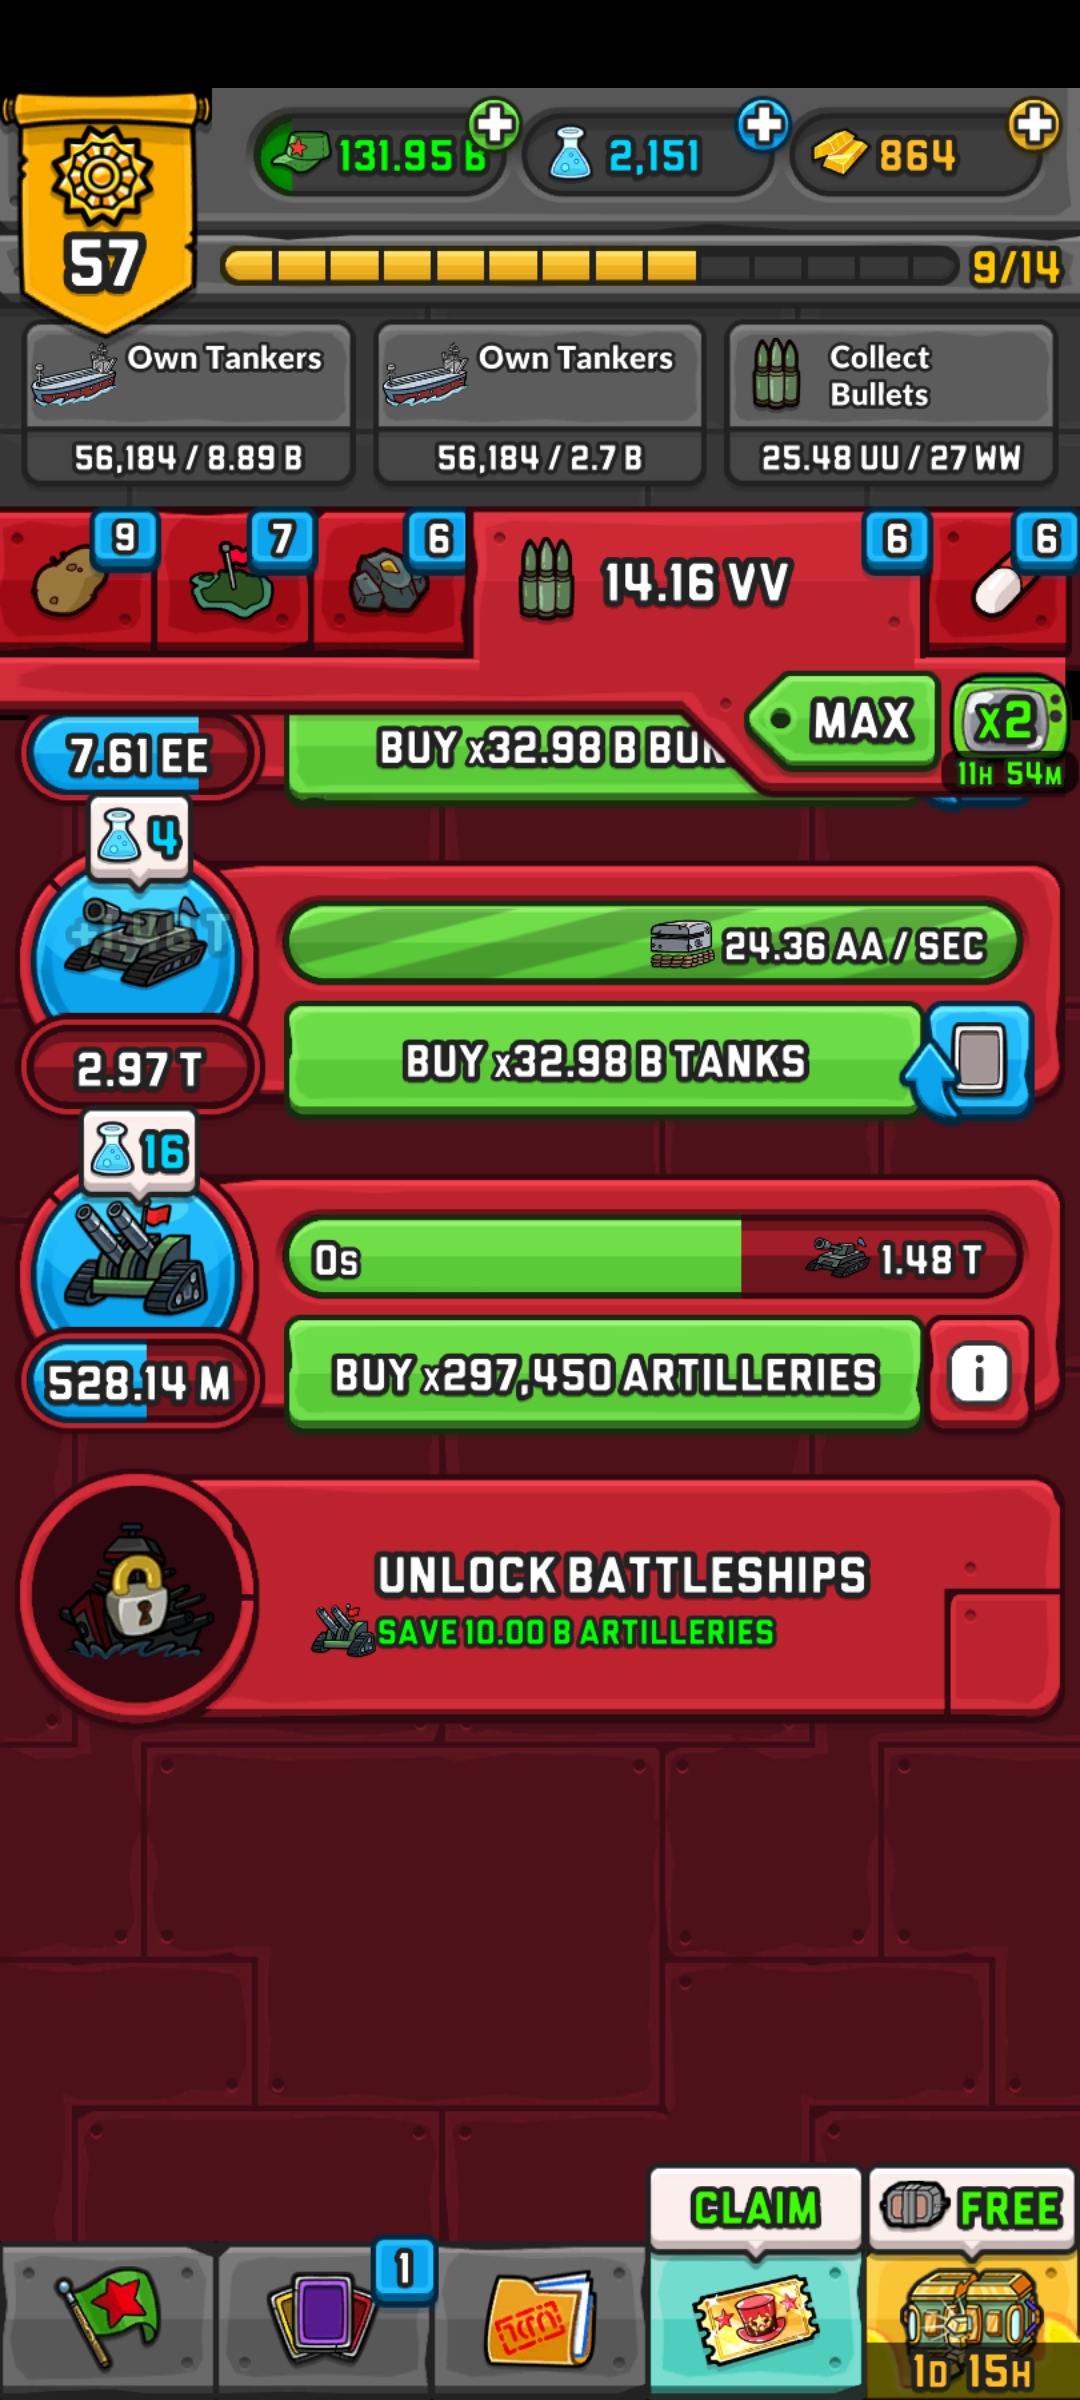 131.95 B
2,151
864
57
9/14
Own Tankers
56,184 / 8.89 B
Own Tankers
56,184 / 2.7 B
Collect
Bullets
25.48 UU / 27 WW
9
7
6
14.16 VV
6
6
MAX
x2
11H 54M
7.61 EE
BUY x32.98 B
4
24.36 AA / SEC
2.97 T
BUY x32.98 B TANKS
16
0s
1.48 T
528.14 M
BUY x297,450 ARTILLERIES
i
UNLOCK BATTLESHIPS
SAVE 10.00 B ARTILLERIES
CLAIM
FREE
1
1D 15H